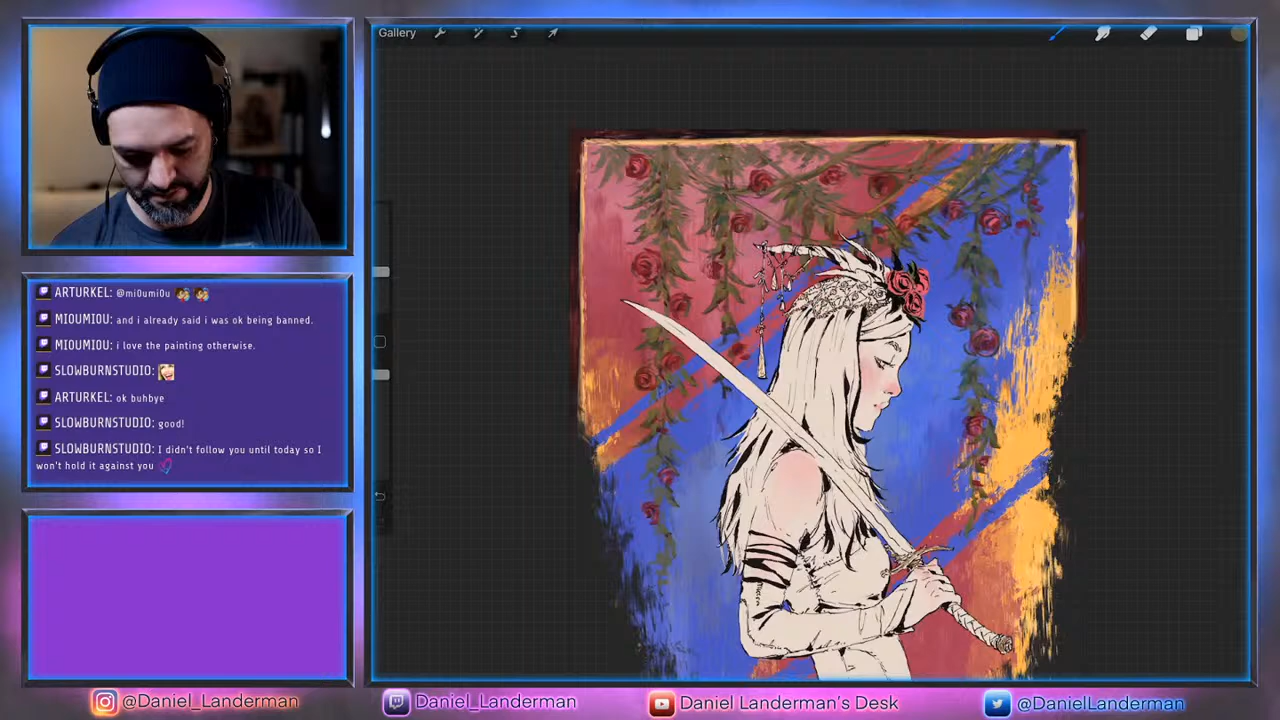 Gallery
ARTURKEL: @mi0umi0u
MIOUMIOU: and i already said i was ok being banned.
MIOUMIOU: i love the painting otherwise.
SLOWBURNSTUDIO:
ARTURKEL: ok buhbye
SLOWBURNSTUDIO: good!
SLOWBURNSTUDIO: I didn't follow you until today so I
won't hold it against you
@Daniel_Landerman
Daniel_Landerman
Daniel Landerman's Desk
@DanielLanderman